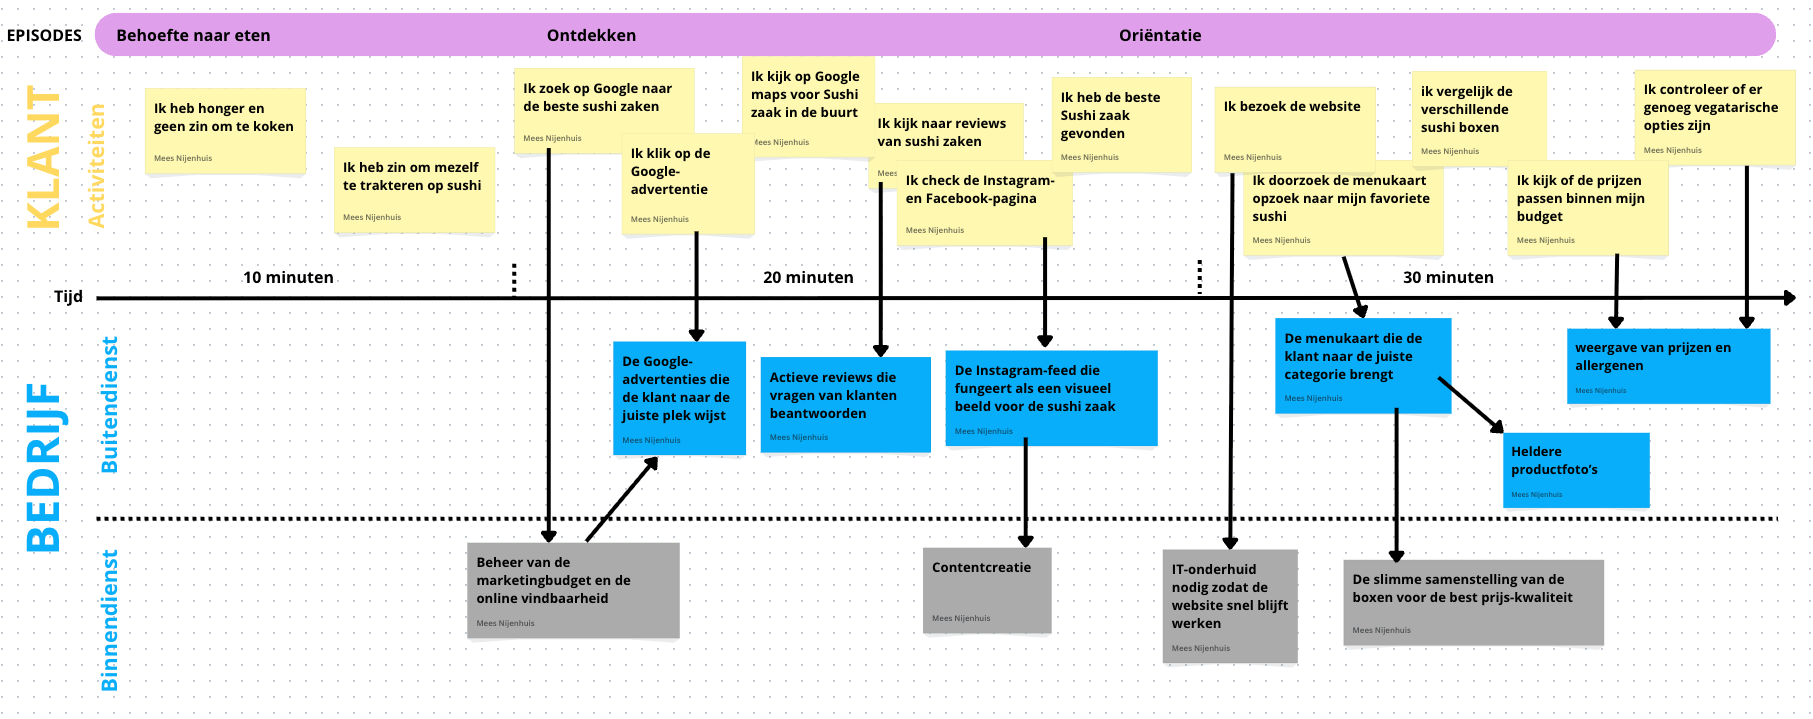 EPISODES
Behoefte naar eten
Ontdekken
Oriëntatie
KLANT
Activiteiten
Ik heb honger en
geen zin om te koken
Mees Nijenhuis
Ik heb zin om mezelf
te trakteren op sushi
Mees Nijenhuis
Ik zoek op Google naar
de beste sushi zaken
Mees Nijenhuis
Ik klik op de
Google-
advertentie
Mees Nijenhuis
Ik kijk op Google
maps voor Sushi
zaak in de buurt
Mees Nijenhuis
Ik kijk naar reviews
van sushi zaken
Mees
Ik check de Instagram-
en Facebook-pagina
Mees Nijenhuis
Ik heb de beste
Sushi zaak
gevonden
Mees Nijenhuis
Ik bezoek de website
Mees Nijenhuis
Ik doorzoek de menukaart
opzoek naar mijn favoriete
sushi
Mees Nijenhuis
ik vergelijk de
verschillende
sushi boxen
Mees Nijenhuis
Ik kijk of de prijzen
passen binnen mijn
budget
Mees Nijenhuis
Ik controleer of er
genoeg vegatarische
opties zijn
Mees Nijenhuis
Tijd
10 minuten
20 minuten
30 minuten
BEDRIJF
Buitendienst
De Google-
advertenties die
de klant naar de
juiste plek wijst
Mees Nijenhuis
Actieve reviews die
vragen van klanten
beantwoorden
Mees Nijenhuis
De Instagram-feed die
fungeert als een visueel
beeld voor de sushi zaak
Mees Nijenhuis
De menukaart die de
klant naar de juiste
categorie brengt
Mees Nijenhuis
weergave van prijzen en
allergenen
Mees Nijenhuis
Heldere
productfoto's
Mees Nijenhuis
Binnendienst
Beheer van de
marketingbudget en de
online vindbaarheid
Mees Nijenhuis
Contentcreatie
Mees Nijenhuis
IT-onderhuid
nodig zodat de
website snel blijft
werken
Mees Nijenhuis
De slimme samenstelling van de
boxen voor de best prijs-kwaliteit
Mees Nijenhuis